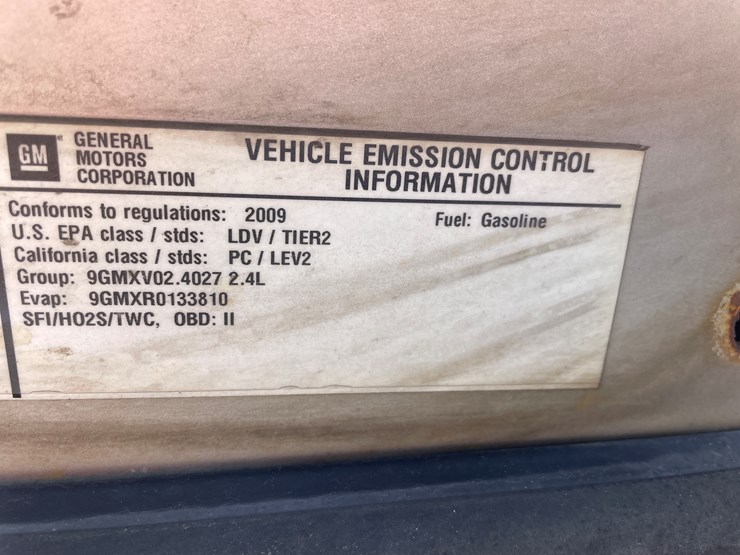 GM GENERAL MOTORS CORPORATION
VEHICLE EMISSION CONTROL
INFORMATION
Conforms to regulations: 2009 Fuel: Gasoline
U.S. EPA class / stds: LDV / TIER2
California class / stds: PC / LEV2
Group: 9GMXV02.4027 2.4L
Evap: 9GMXR0133810
SFI/HO2S/TWC, OBD: II